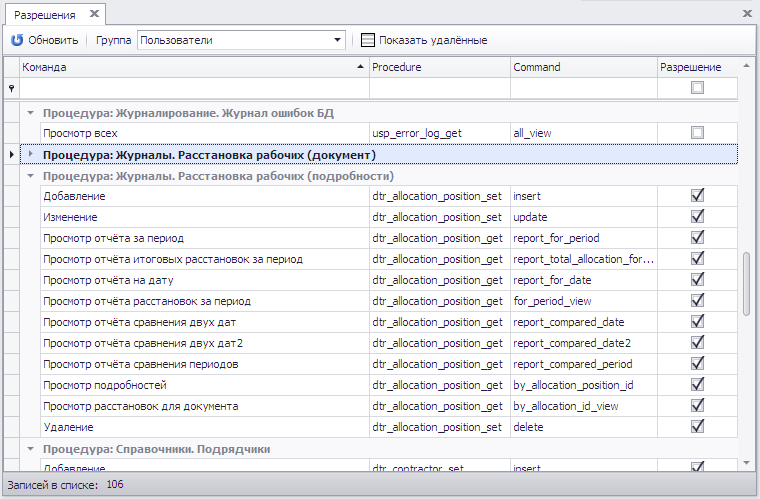 Разрешения
Обновить Группа Пользователи Показать удалённые
Команда Procedure Command Разрешение
Процедура: Журналирование. Журнал ошибок БД
Просмотр всех usp_error_log_get all_view
Процедура: Журналы. Расстановка рабочих (документ)
Процедура: Журналы. Расстановка рабочих (подробности)
Добавление dtr_allocation_position_set insert
Изменение dtr_allocation_position_set update
Просмотр отчёта за период dtr_allocation_position_get report_for_period
Просмотр отчёта итоговых расстановок за период dtr_allocation_position_get report_total_allocation_for...
Просмотр отчёта на дату dtr_allocation_position_get report_for_date
Просмотр отчёта расстановок за период dtr_allocation_position_get for_period_view
Просмотр отчёта сравнения двух дат dtr_allocation_position_get report_compared_date
Просмотр отчёта сравнения двух дат2 dtr_allocation_position_get report_compared_date2
Просмотр отчёта сравнения периодов dtr_allocation_position_get report_compared_period
Просмотр подробностей dtr_allocation_position_get by_allocation_position_id
Просмотр расстановок для документа dtr_allocation_position_get by_allocation_id_view
Удаление dtr_allocation_position_set delete
Процедура: Справочники. Подрядчики
Добавление dtr_contractor_set insert
Записей в списке: 106